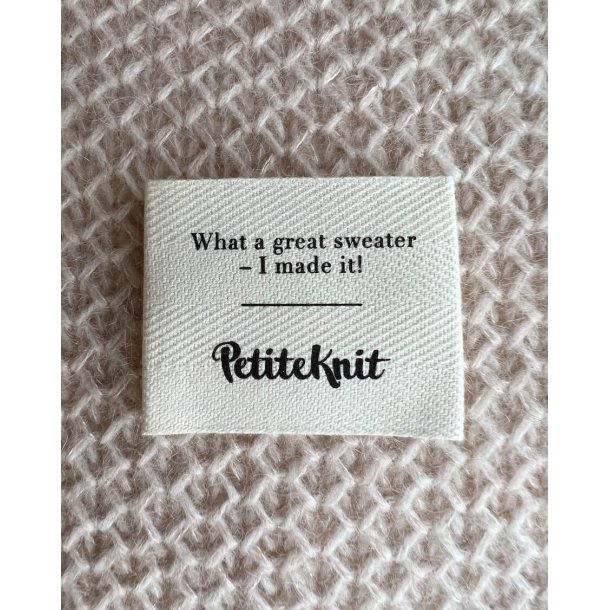 What a great sweater
– I made it!
PetiteKnit